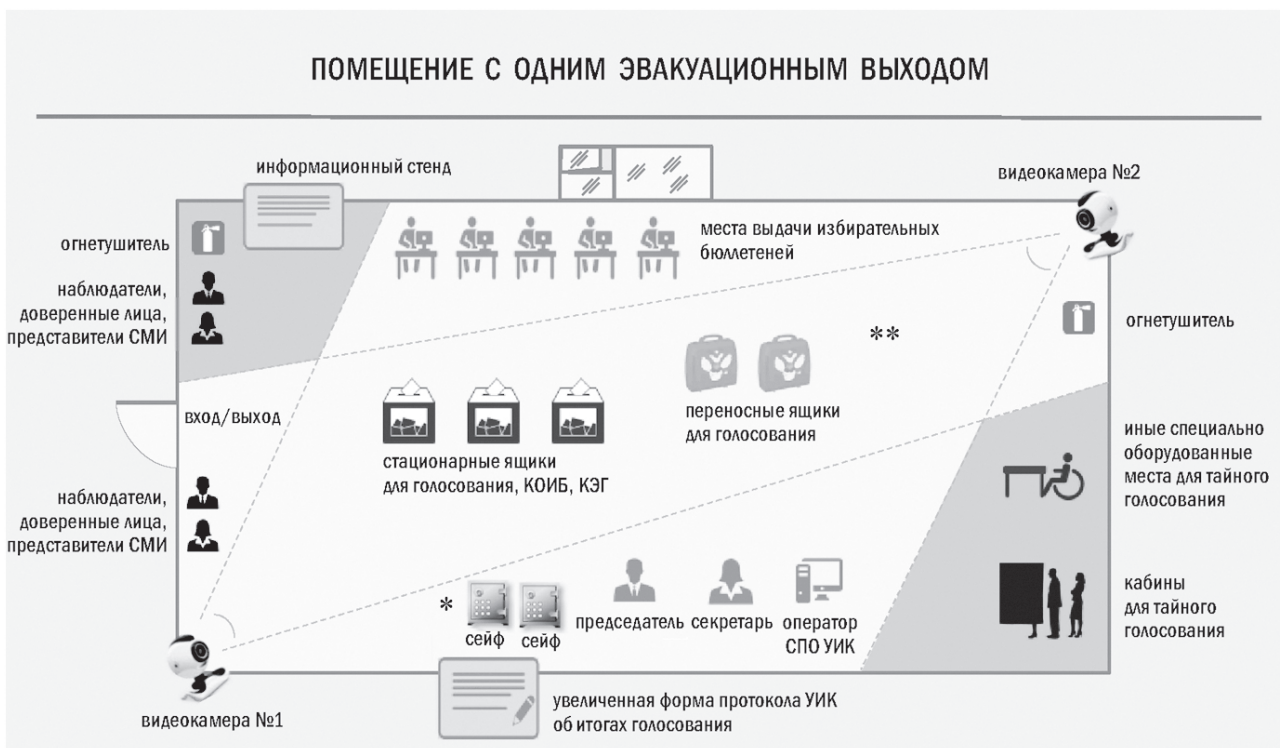 ПОМЕЩЕНИЕ С ОДНИМ ЭВАКУАЦИОННЫМ ВЫХОДОМ
информационный стенд
видеокамера №2
огнетушитель
места выдачи избирательных
бюллетеней
наблюдатели,
доверенные лица,
представители СМИ
огнетушитель
**
вход/выход
переносные ящики
для голосования
стационарные ящики
для голосования, КОИБ, КЭГ
иные специально
оборудованные
места для тайного
голосования
наблюдатели,
доверенные лица,
представители СМИ
*
сейф
сейф
председатель
секретарь
оператор
СПО УИК
кабины
для тайного
голосования
видеокамера №1
увеличенная форма протокола УИК
об итогах голосования